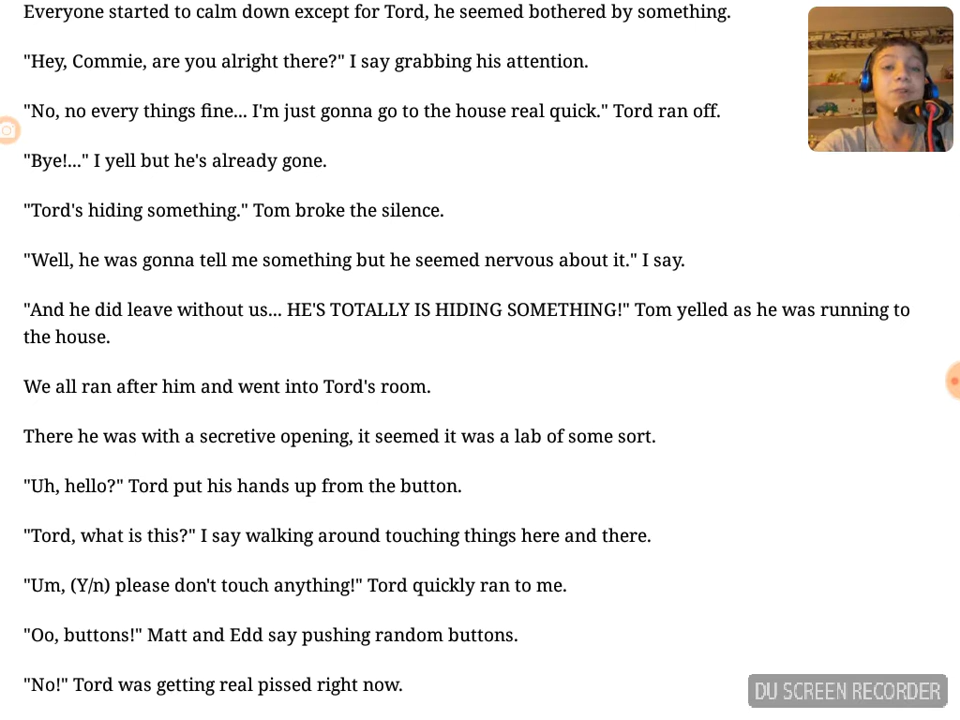 Everyone started to calm down except for Tord, he seemed bothered by something.
"Hey, Commie, are you alright there?" I say grabbing his attention.
"No, no every things fine... I'm just gonna go to the house real quick." Tord ran off.
"Bye!..." I yell but he's already gone.
"Tord's hiding something." Tom broke the silence.
"Well, he was gonna tell me something but he seemed nervous about it." I say.
"And he did leave without us... HE'S TOTALLY IS HIDING SOMETHING!" Tom yelled as he was running to
the house.
We all ran after him and went into Tord's room.
There he was with a secretive opening, it seemed it was a lab of some sort.
"Uh, hello?" Tord put his hands up from the button.
"Tord, what is this?" I say walking around touching things here and there.
"Um, (Y/n) please don't touch anything!" Tord quickly ran to me.
"Oo, buttons!" Matt and Edd say pushing random buttons.
"No!" Tord was getting real pissed right now.
DU SCREEN RECORDER